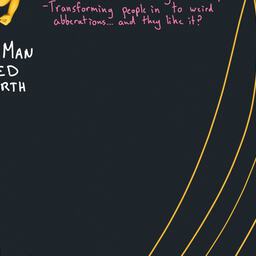 -Transforming people in to weird
abberations... and they like it?
MAN
ED
RTH